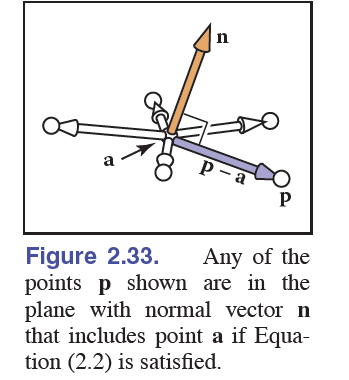 n
a
p – a
p
Figure 2.33. Any of the
points p shown are in the
plane with normal vector n
that includes point a if Equa-
tion (2.2) is satisfied.